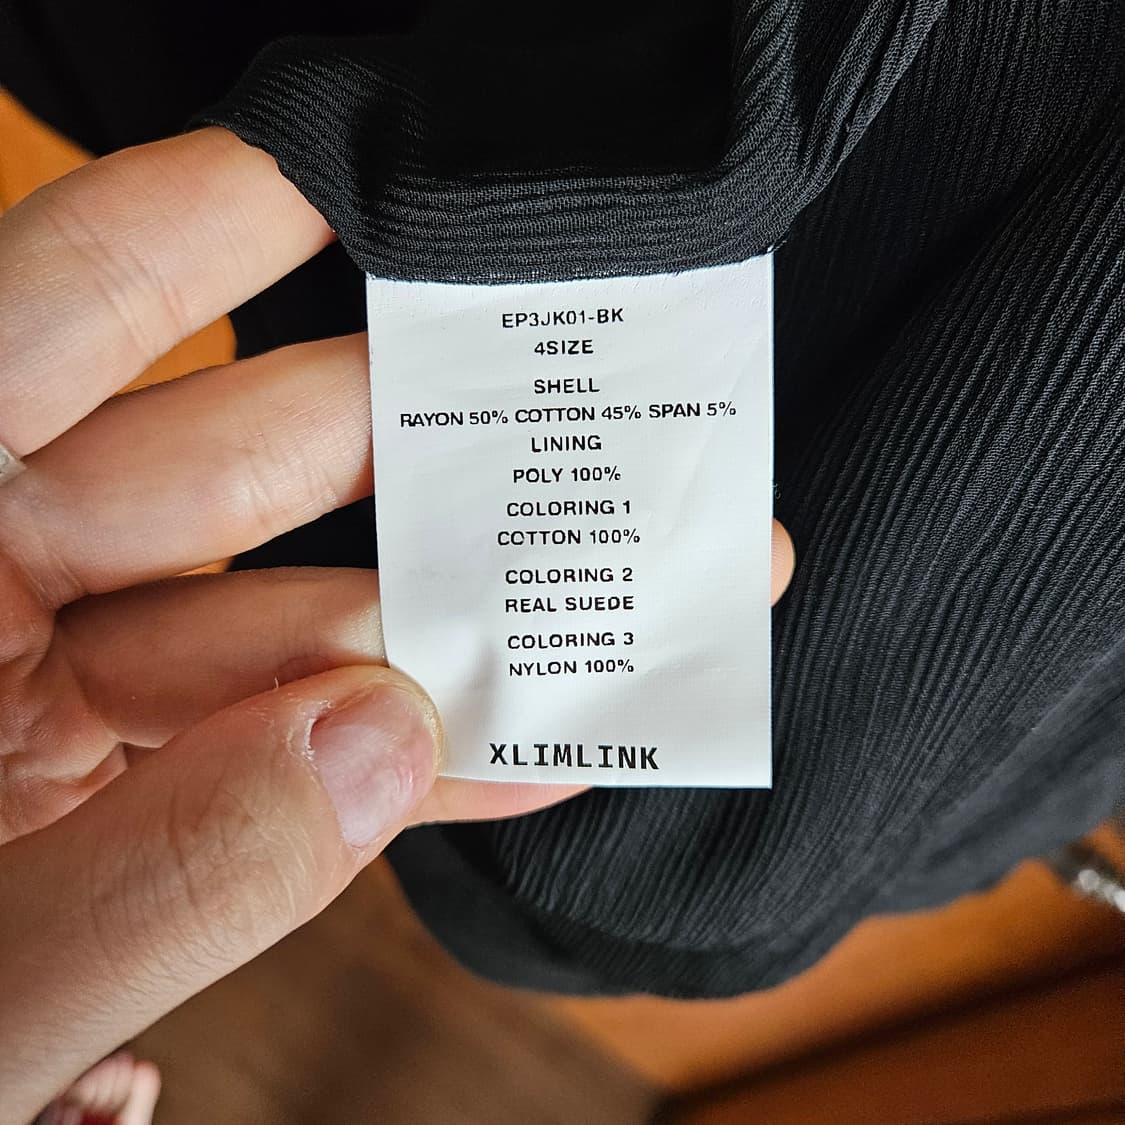 EP3JK01-BK
4SIZE
SHELL
RAYON 50% COTTON 45% SPAN 5%
LINING
POLY 100%
COLORING 1
COTTON 100%
COLORING 2
REAL SUEDE
COLORING 3
NYLON 100%
XLIMLINK